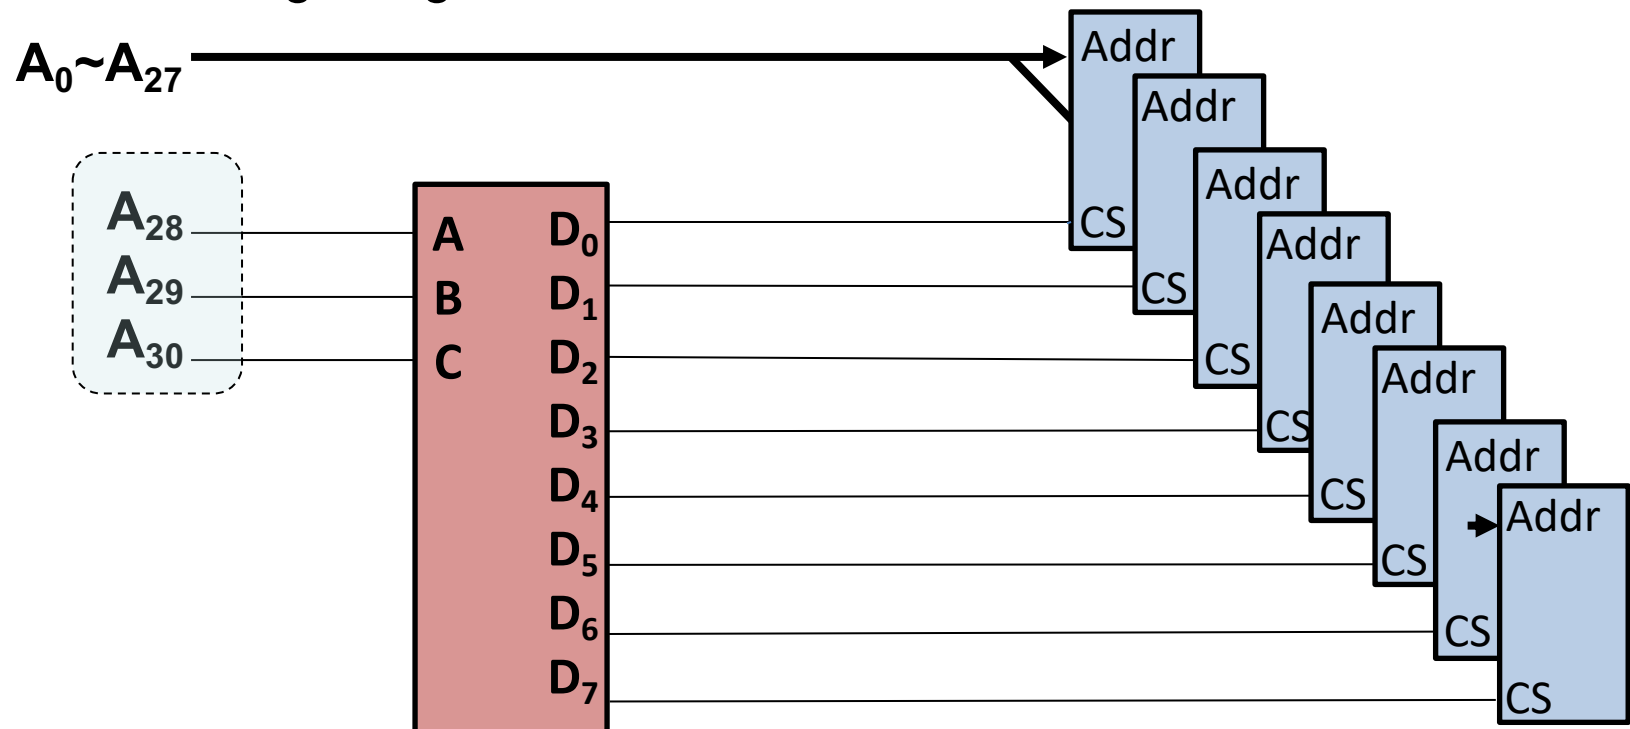 A₀~A₂₇
A₂₈
A₂₉
A₃₀
A
B
C
D₀
D₁
D₂
D₃
D₄
D₅
D₆
D₇
Addr
CS
Addr
CS
Addr
CS
Addr
CS
Addr
CS
Addr
CS
Addr
CS
Addr
CS